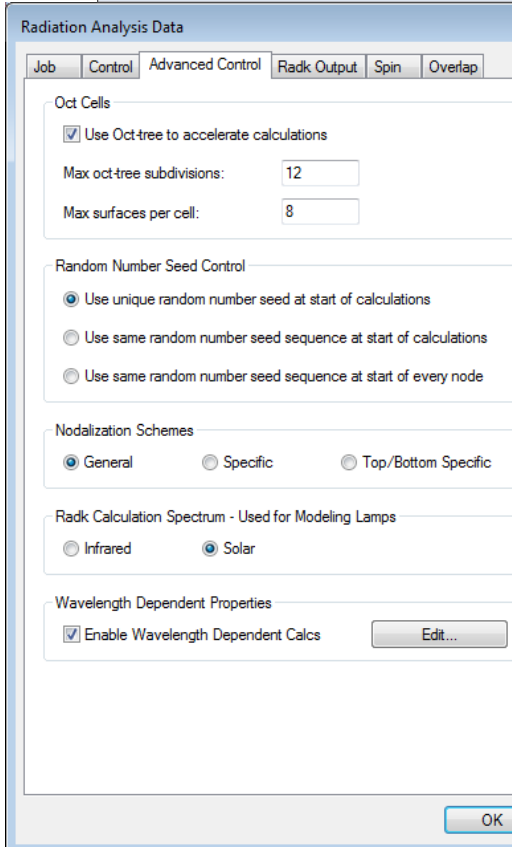 Radiation Analysis Data
Job Control Advanced Control Radk Output Spin Overlap
Oct Cells
Use Oct-tree to accelerate calculations
Max oct-tree subdivisions: 12
Max surfaces per cell: 8
Random Number Seed Control
Use unique random number seed at start of calculations
Use same random number seed sequence at start of calculations
Use same random number seed sequence at start of every node
Nodalization Schemes
General Specific Top/Bottom Specific
Radk Calculation Spectrum - Used for Modeling Lamps
Infrared Solar
Wavelength Dependent Properties
Enable Wavelength Dependent Calcs Edit...
OK